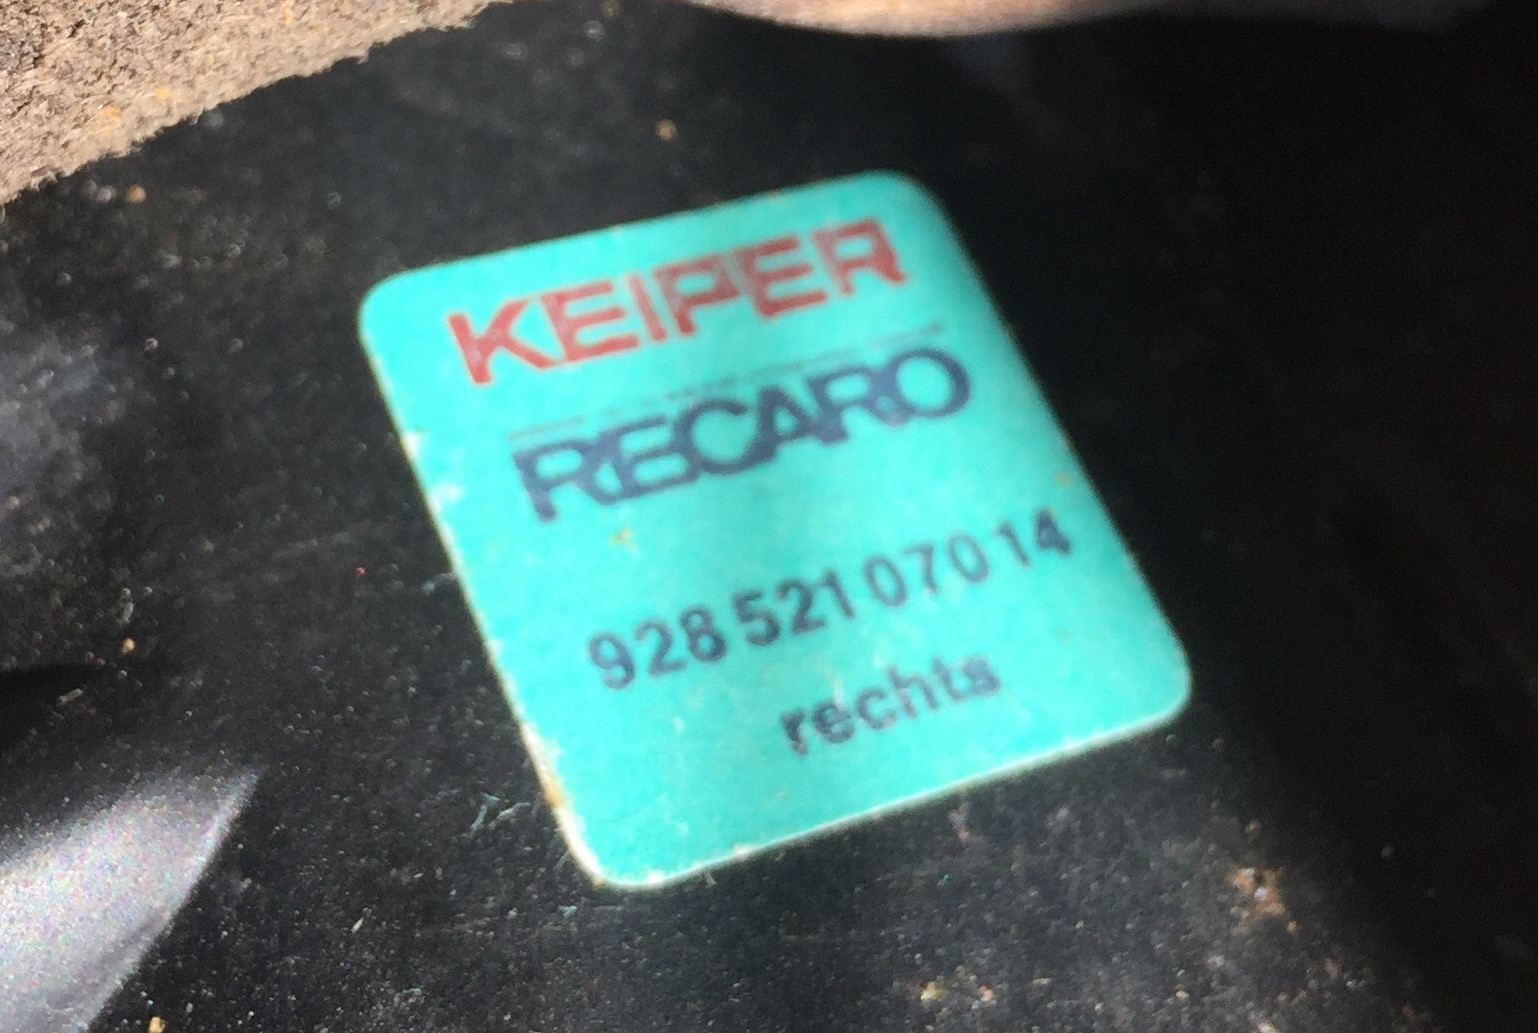 KEIPER
RECARO
928 521 070 14
rechts